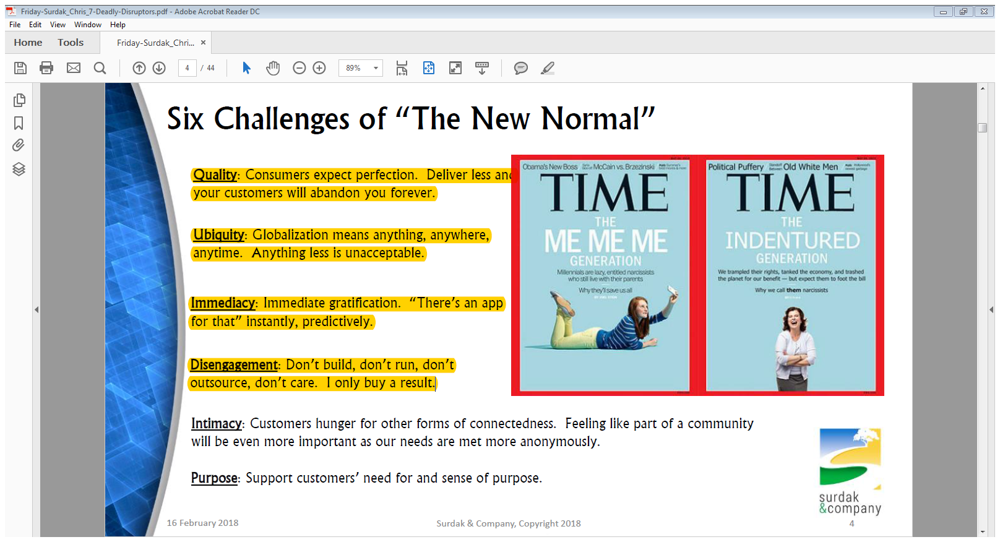 Friday-Surdak_Chris_7-Deadly-Disruptors.pdf - Adobe Acrobat Reader DC
File Edit View Window Help
Home Tools Friday-Surdak_Chri... ×
4 / 44 89%
Six Challenges of “The New Normal”
Quality: Consumers expect perfection. Deliver less and
your customers will abandon you forever.
Ubiquity: Globalization means anything, anywhere,
anytime. Anything less is unacceptable.
Immediacy: Immediate gratification. “There’s an app
for that” instantly, predictively.
Disengagement: Don’t build, don’t run, don’t
outsource, don’t care. I only buy a result.
Obama's New Boss McCain vs. Brzezinski
TIME
THE
ME ME ME
GENERATION
Millennials are lazy, entitled narcissists
who still live with their parents
Why they'll save us all
BY JOEL STEIN
Political Puffery Standoff Between Old White Men
TIME
THE
INDENTURED
GENERATION
We trampled their rights, tanked the economy, and trashed
the planet for our benefit — but expect them to foot the bill
Why we call them narcissists
Intimacy: Customers hunger for other forms of connectedness. Feeling like part of a community
will be even more important as our needs are met more anonymously.
Purpose: Support customers’ need for and sense of purpose.
surdak
&company
16 February 2018 Surdak & Company, Copyright 2018 4